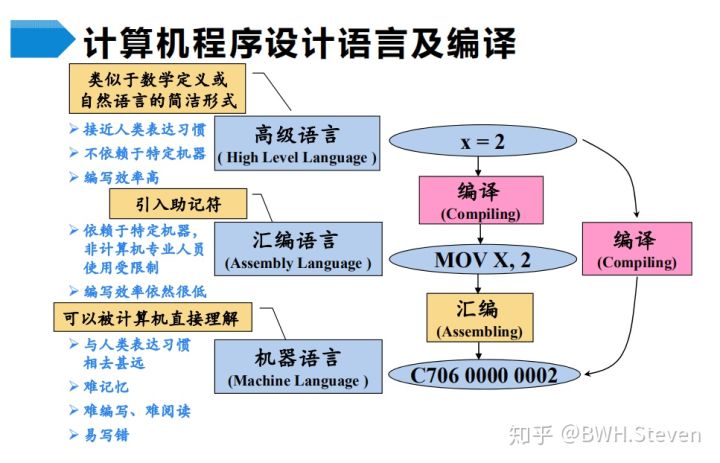 计算机程序设计语言及编译
类似于数学定义或
自然语言的简洁形式
➢ 接近人类表达习惯
➢ 不依赖于特定机器
➢ 编写效率高
高级语言
( High Level Language )
x = 2
编译
(Compiling)
引入助记符
➢ 依赖于特定机器，
非计算机专业人员
使用受限制
➢ 编写效率依然很低
汇编语言
(Assembly Language )
MOV X, 2
编译
(Compiling)
汇编
(Assembling)
可以被计算机直接理解
➢ 与人类表达习惯
相去甚远
➢ 难记忆
➢ 难编写、难阅读
➢ 易写错
机器语言
(Machine Language )
C706 0000 0002
知乎 @BWH.Steven